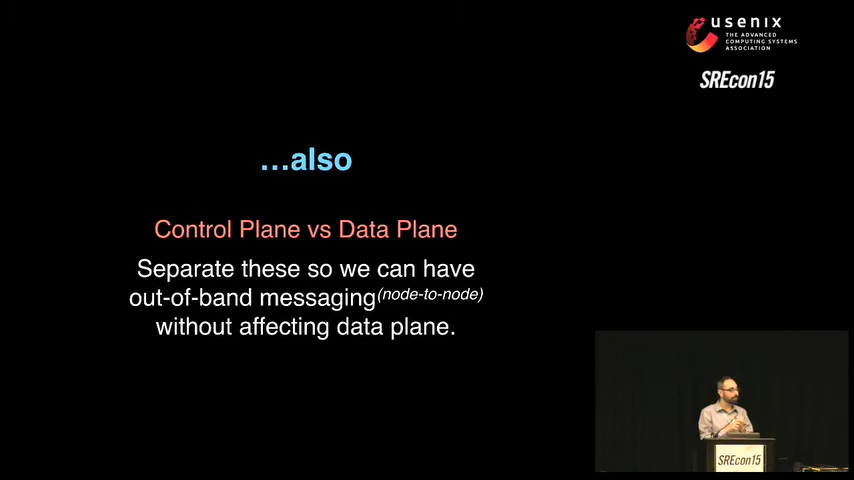 usenix
THE ADVANCED
COMPUTING SYSTEMS
ASSOCIATION
SREcon15
...also
Control Plane vs Data Plane
Separate these so we can have
out-of-band messaging(node-to-node)
without affecting data plane.
SREcon15